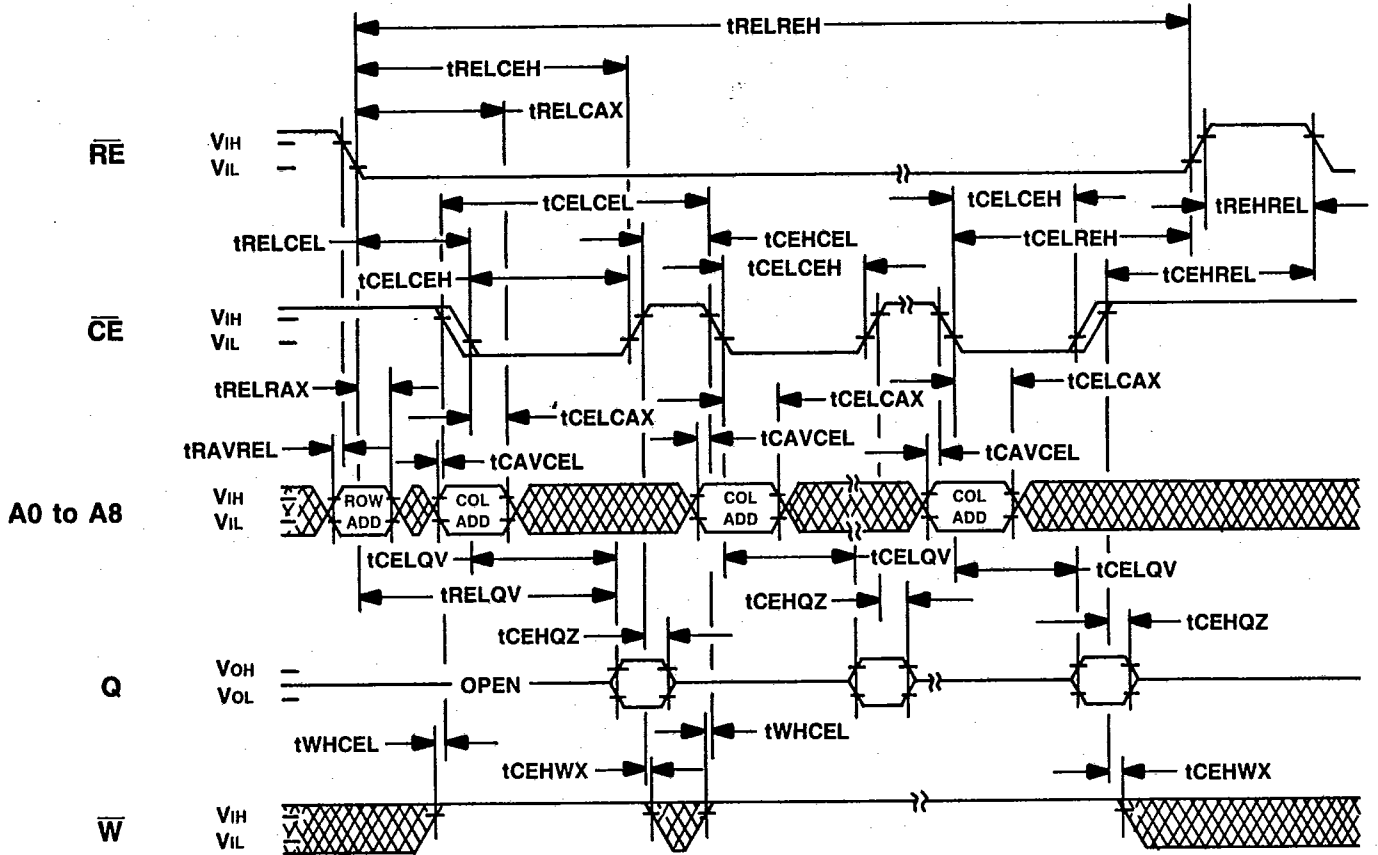 tRELREH
tRELCEH
tRELCAX
R̅E̅ VIH
VIL
tCELCEL tCELCEH tREHREL
tRELCEL tCEHCEL tCELREH
tCELCEH tCELCEH tCEHREL
C̅E̅ VIH
VIL
tRELRAX tCELCAX tCELCAX tCELCAX
tRAVREL tCAVCEL tCAVCEL tCAVCEL
A0 to A8 VIH
VIL
ROW ADD COL ADD COL ADD COL ADD
tCELQV tCELQV tCELQV
tRELQV tCEHQZ
tCEHQZ tCEHQZ
Q VOH
VOL
OPEN
tWHCEL tWHCEL
tCEHWX tCEHWX
W̅ VIH
VIL